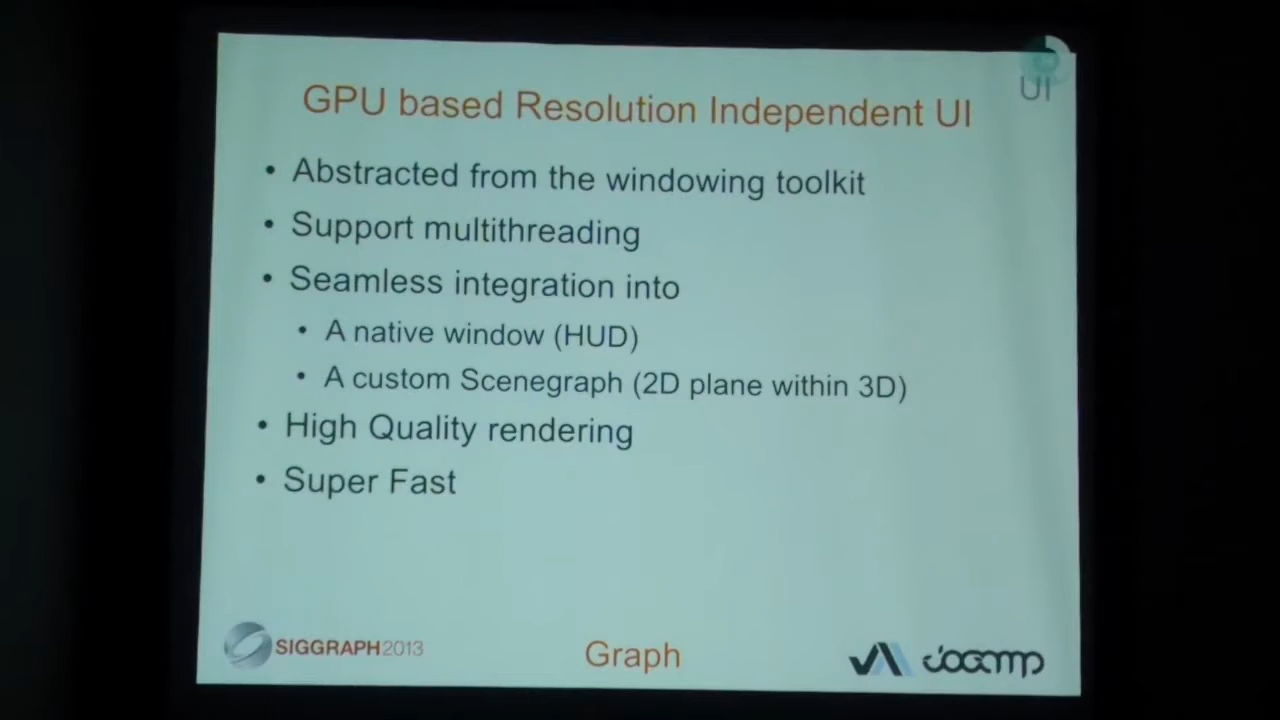 UI
GPU based Resolution Independent UI
• Abstracted from the windowing toolkit
• Support multithreading
• Seamless integration into
• A native window (HUD)
• A custom Scenegraph (2D plane within 3D)
• High Quality rendering
• Super Fast
SIGGRAPH2013
Graph
jogamp